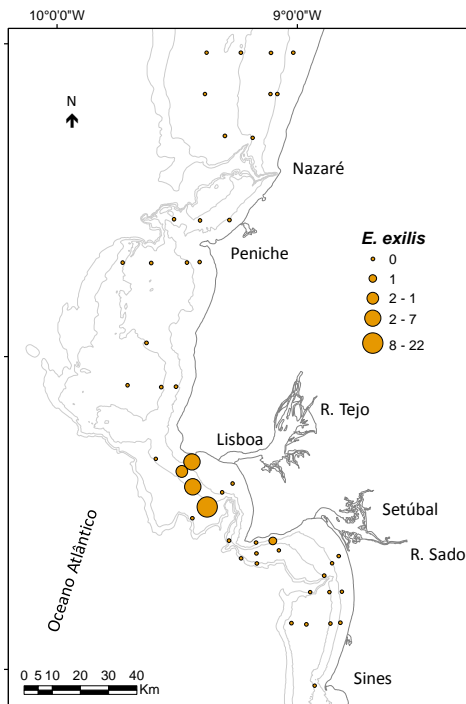 10°0'0"W
9°0'0"W
N
Nazaré
E. exilis
Peniche
0
1
2 - 1
2 - 7
8 - 22
R. Tejo
Lisboa
Setúbal
R. Sado
Oceano Atlântico
Sines
0 5 10 20 30 40
Km